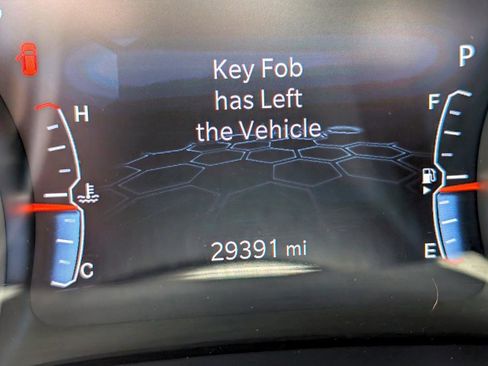 P
Key Fob
has Left
the Vehicle
H
F
C
E
29391 mi